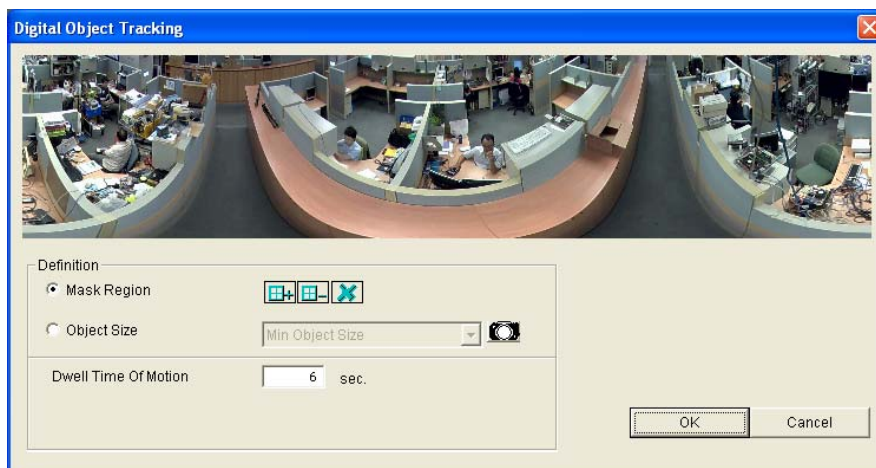 Digital Object Tracking
Definition
Mask Region
Object Size
Min Object Size
Dwell Time Of Motion
6 sec.
OK Cancel